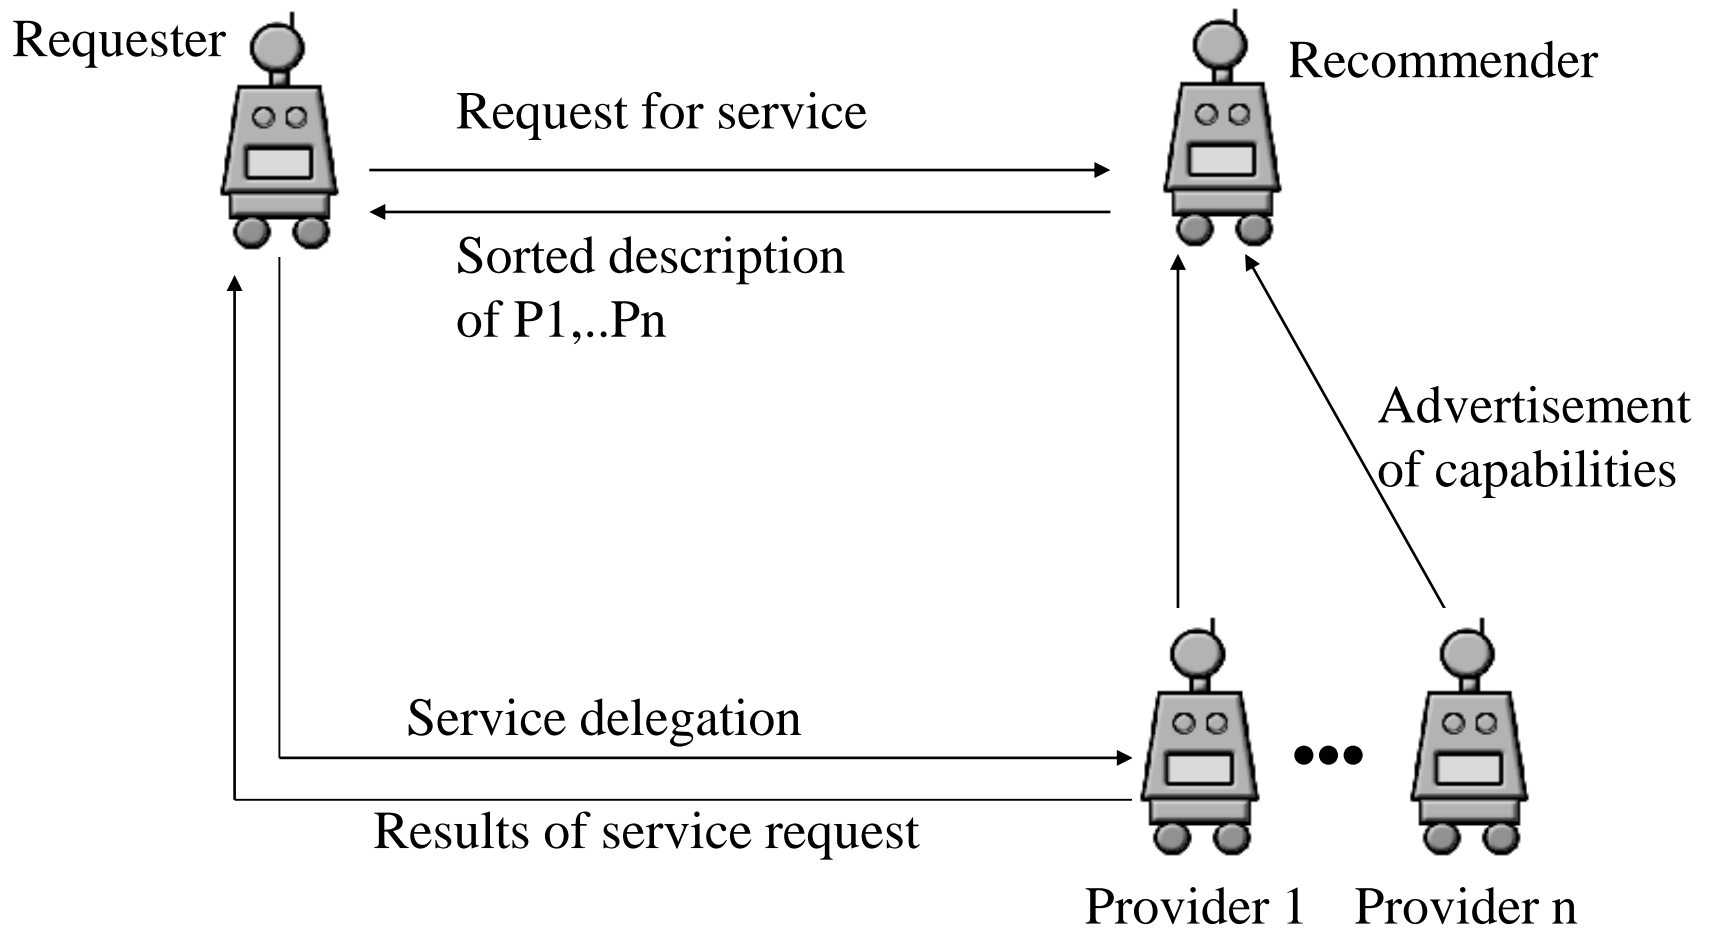 Requester
Recommender
Request for service
Sorted description
of P1,..Pn
Advertisement
of capabilities
Service delegation
Results of service request
Provider 1
Provider n